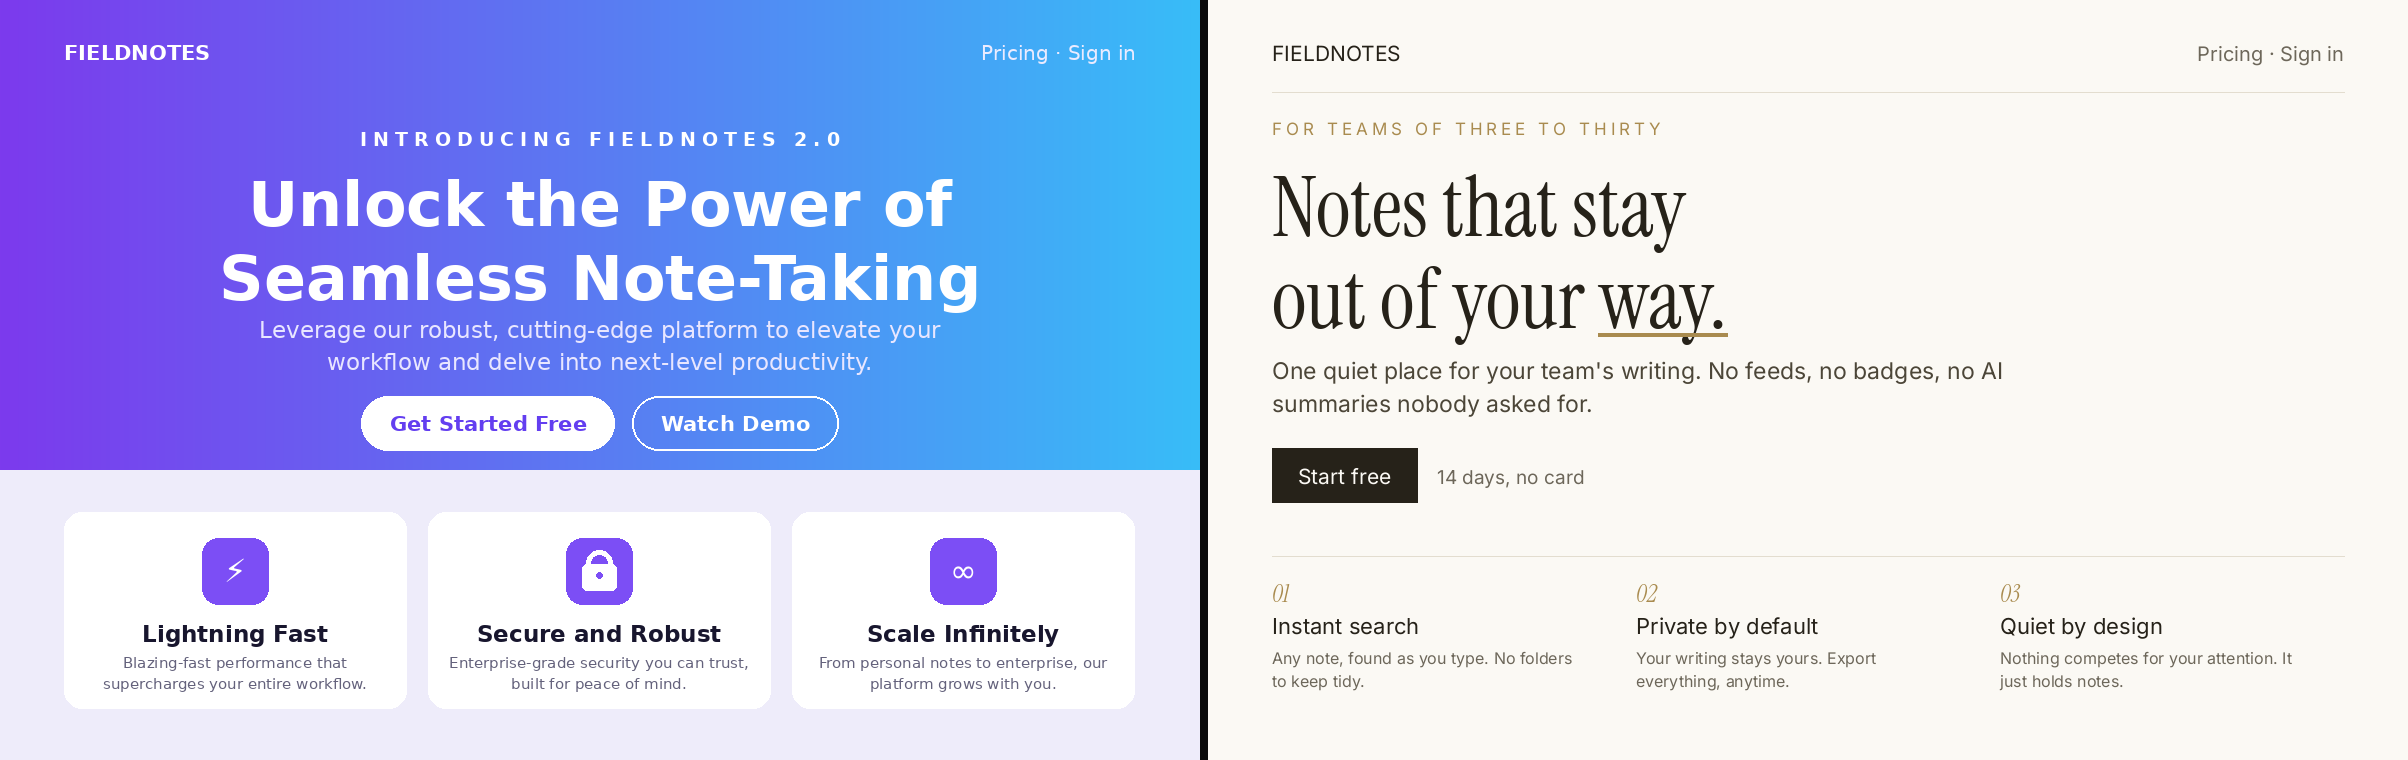 FIELDNOTES
Pricing · Sign in
INTRODUCING FIELDNOTES 2.0
Unlock the Power of
Seamless Note-Taking
Leverage our robust, cutting-edge platform to elevate your
workflow and delve into next-level productivity.
Get Started Free
Watch Demo
⚡
Lightning Fast
Blazing-fast performance that
supercharges your entire workflow.
Secure and Robust
Enterprise-grade security you can trust,
built for peace of mind.
∞
Scale Infinitely
From personal notes to enterprise, our
platform grows with you.
FIELDNOTES
Pricing · Sign in
FOR TEAMS OF THREE TO THIRTY
Notes that stay
out of your way.
One quiet place for your team's writing. No feeds, no badges, no AI
summaries nobody asked for.
Start free
14 days, no card
01
Instant search
Any note, found as you type. No folders
to keep tidy.
02
Private by default
Your writing stays yours. Export
everything, anytime.
03
Quiet by design
Nothing competes for your attention. It
just holds notes.